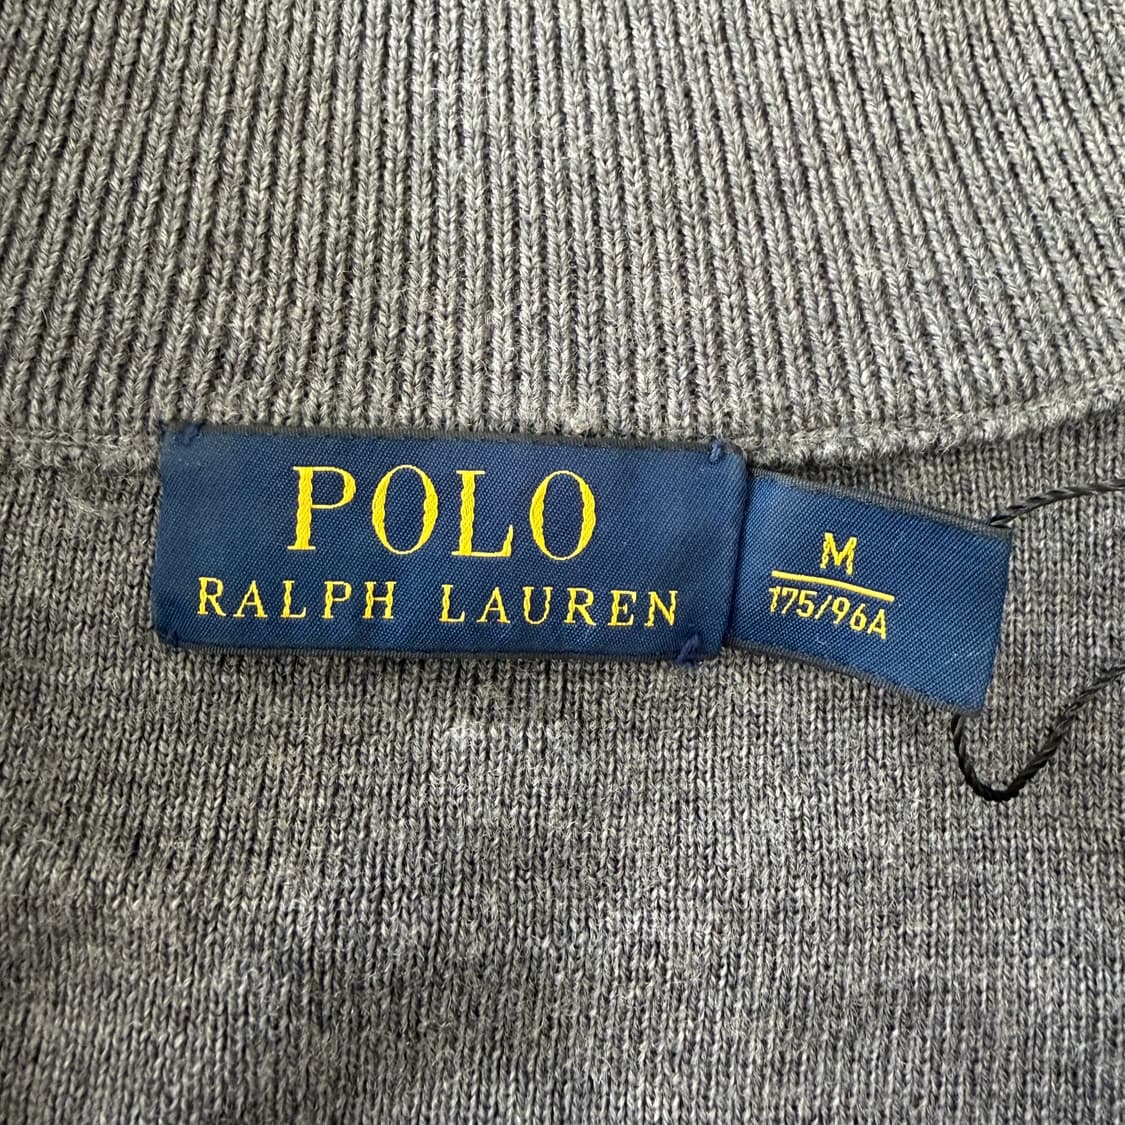 POLO
RALPH LAUREN
M
175/96A